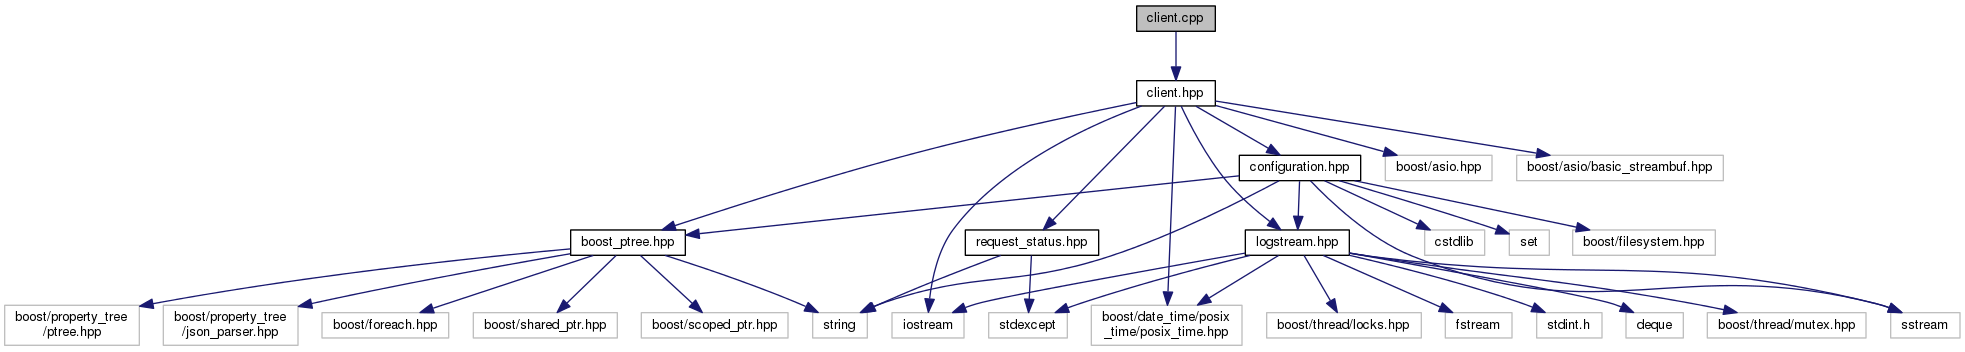 client.cpp
client.hpp
configuration.hpp
boost/asio.hpp
boost/asio/basic_streambuf.hpp
boost_ptree.hpp
request_status.hpp
logstream.hpp
cstdlib
set
boost/filesystem.hpp
boost/property_tree
/ptree.hpp
boost/property_tree
/json_parser.hpp
boost/foreach.hpp
boost/shared_ptr.hpp
boost/scoped_ptr.hpp
string
iostream
stdexcept
boost/date_time/posix
_time/posix_time.hpp
boost/thread/locks.hpp
fstream
stdint.h
deque
boost/thread/mutex.hpp
sstream